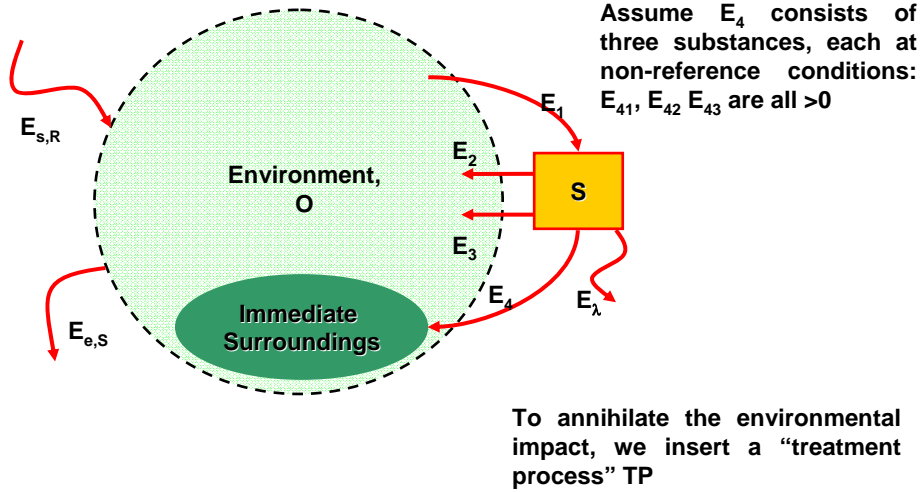 Assume E4 consists of
three substances, each at
non-reference conditions:
E41, E42 E43 are all >0
E1
Es,R
E2
Environment,
O
S
E3
E4
Eλ
Immediate
Surroundings
Ee,S
To annihilate the environmental
impact, we insert a “treatment
process” TP